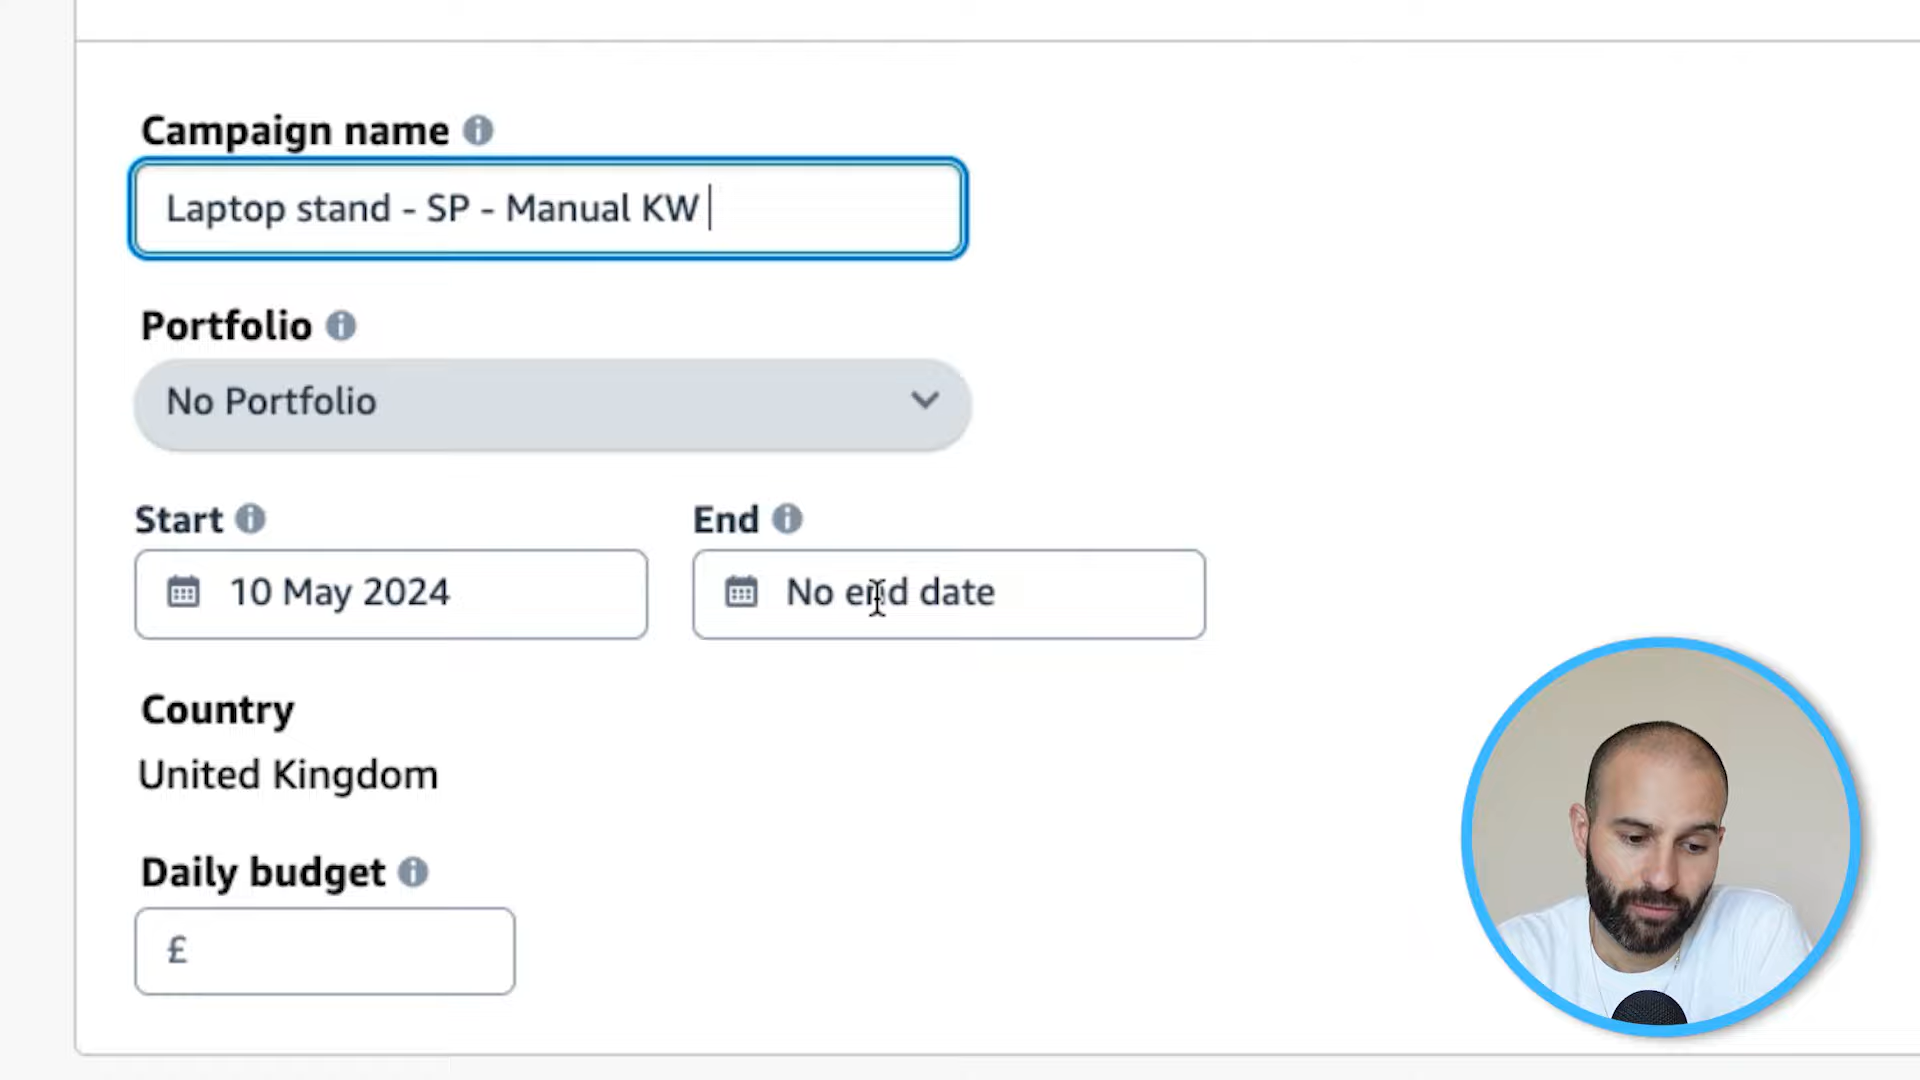 Campaign name
Laptop stand - SP - Manual KW
Portfolio
No Portfolio
Start End
10 May 2024 No end date
Country
United Kingdom
Daily budget
£